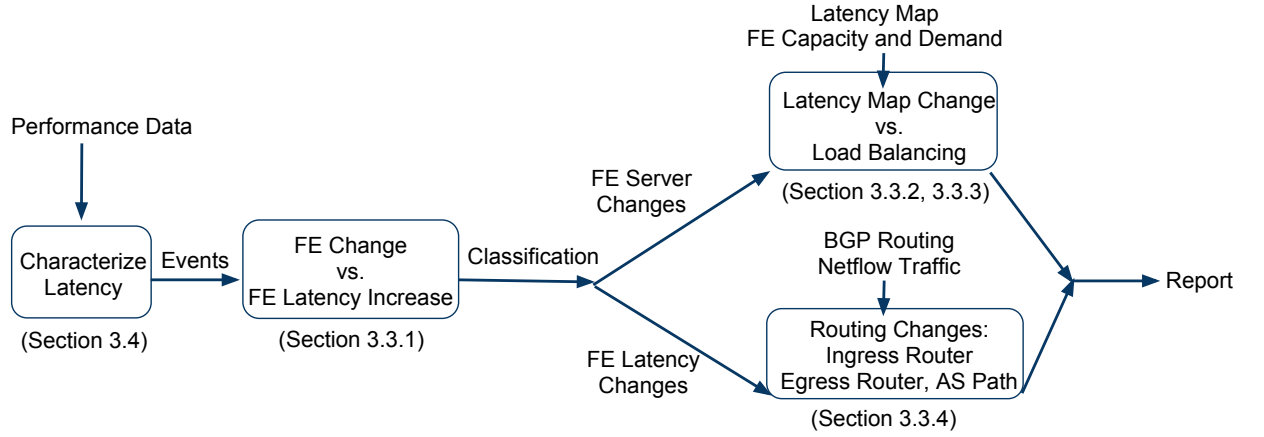 Performance Data
Characterize
Latency
(Section 3.4)
Events
FE Change
vs.
FE Latency Increase
(Section 3.3.1)
Classification
FE Server
Changes
FE Latency
Changes
Latency Map
FE Capacity and Demand
Latency Map Change
vs.
Load Balancing
(Section 3.3.2, 3.3.3)
BGP Routing
Netflow Traffic
Routing Changes:
Ingress Router
Egress Router, AS Path
(Section 3.3.4)
Report